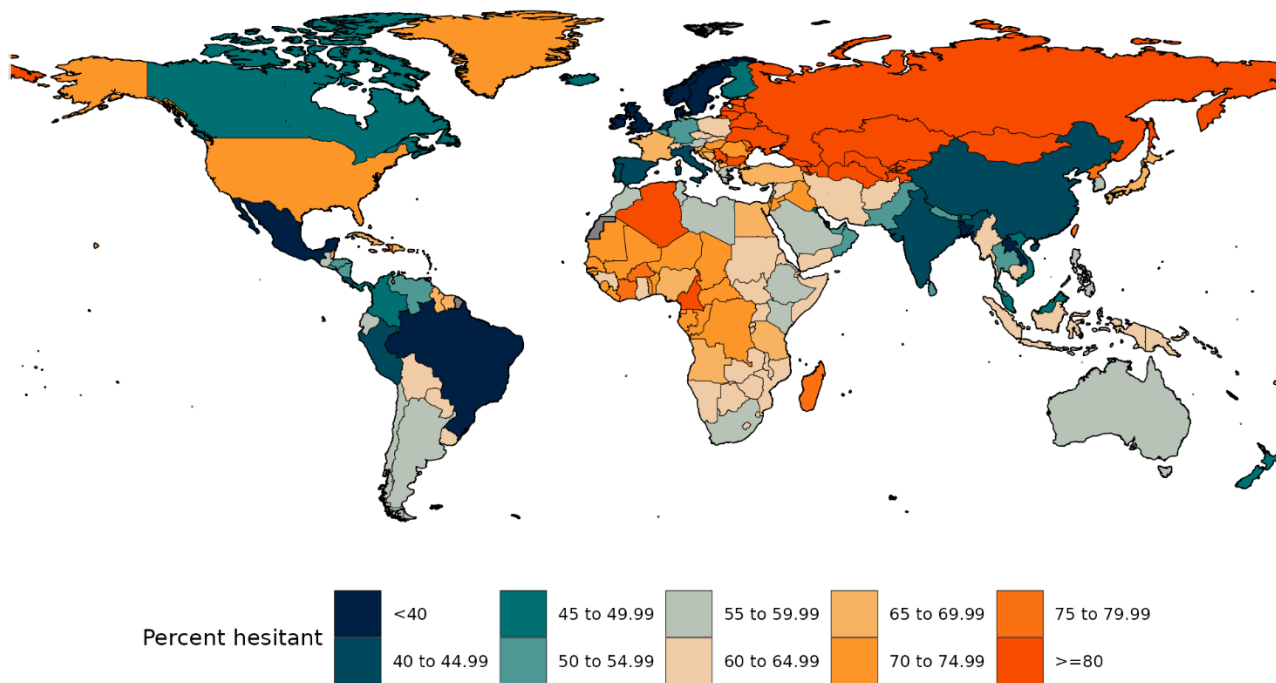 <40
45 to 49.99
55 to 59.99
65 to 69.99
75 to 79.99
Percent hesitant
40 to 44.99
50 to 54.99
60 to 64.99
70 to 74.99
>=80